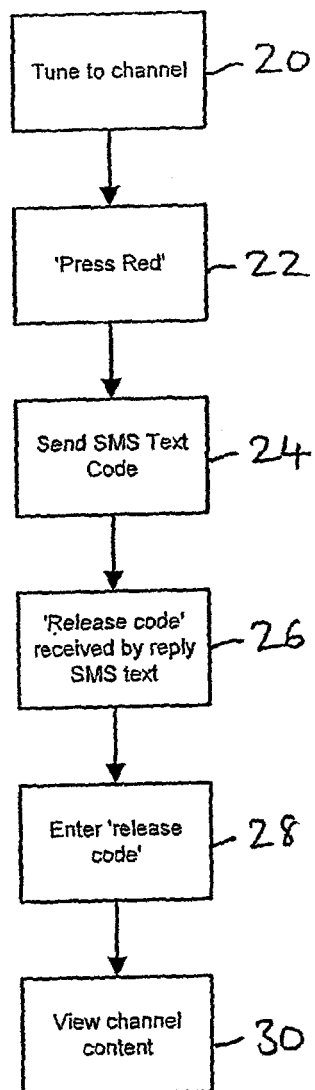 Tune to channel
20
'Press Red'
22
Send SMS Text
Code
24
'Release code'
received by reply
SMS text
26
Enter 'release
code'
28
View channel
content
30